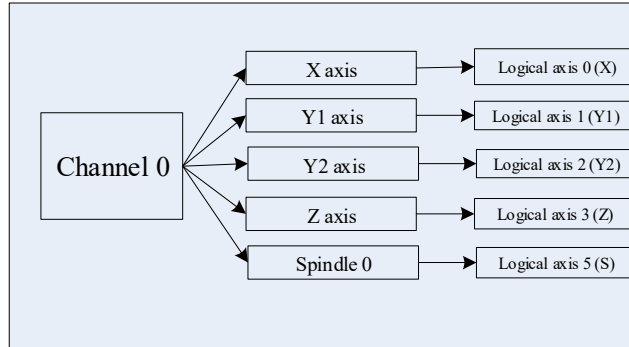 Channel 0
X axis
Logical axis 0 (X)
Y1 axis
Logical axis 1 (Y1)
Y2 axis
Logical axis 2 (Y2)
Z axis
Logical axis 3 (Z)
Spindle 0
Logical axis 5 (S)